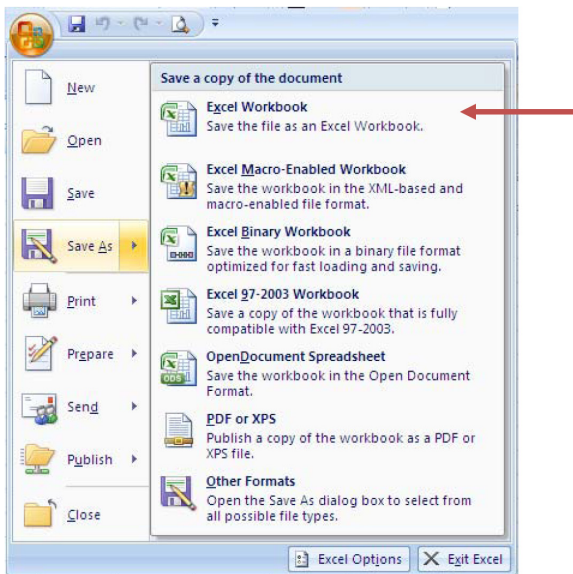 New
Open
Save
Save As
Print
Prepare
Send
Publish
Close
Save a copy of the document
Excel Workbook
Save the file as an Excel Workbook.
Excel Macro-Enabled Workbook
Save the workbook in the XML-based and
macro-enabled file format.
Excel Binary Workbook
Save the workbook in a binary file format
optimized for fast loading and saving.
Excel 97-2003 Workbook
Save a copy of the workbook that is fully
compatible with Excel 97-2003.
OpenDocument Spreadsheet
ODS
Save the workbook in the Open Document
Format.
PDF or XPS
Publish a copy of the workbook as a PDF or
XPS file.
Other Formats
Open the Save As dialog box to select from
all possible file types.
Excel Options
Exit Excel